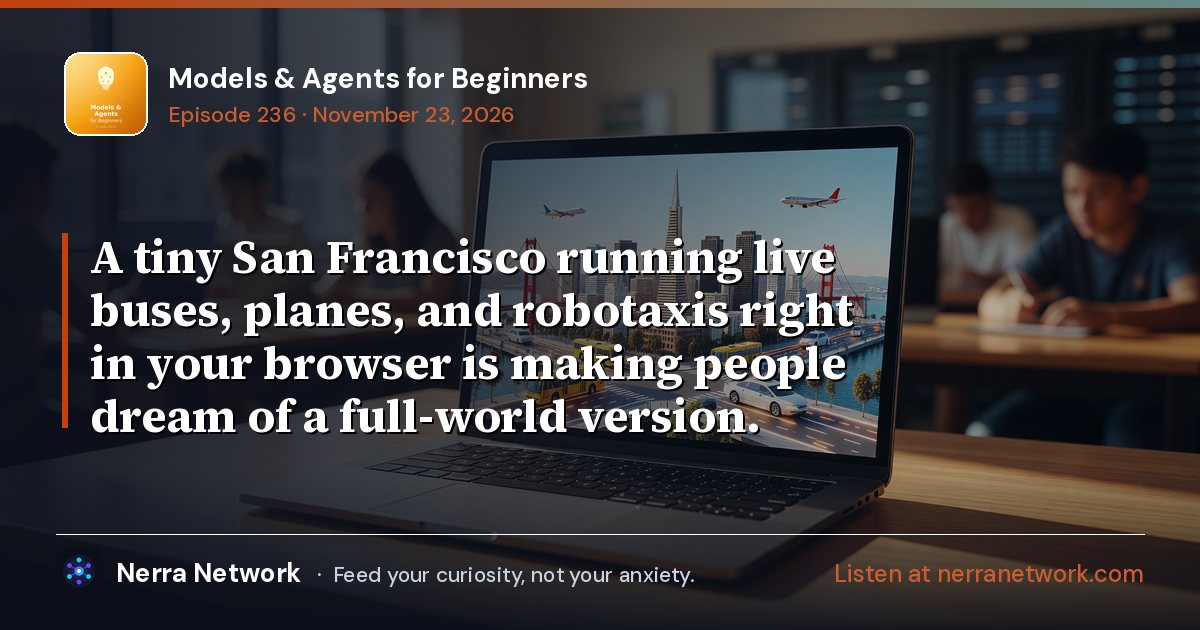 Models & Agents for Beginners
Episode 236 · November 23, 2026
Models &
Agents
for Beginners
A tiny San Francisco running live
buses, planes, and robotaxis right
in your browser is making people
dream of a full-world version.
Nerra Network · Feed your curiosity, not your anxiety.
Listen at nerranetwork.com